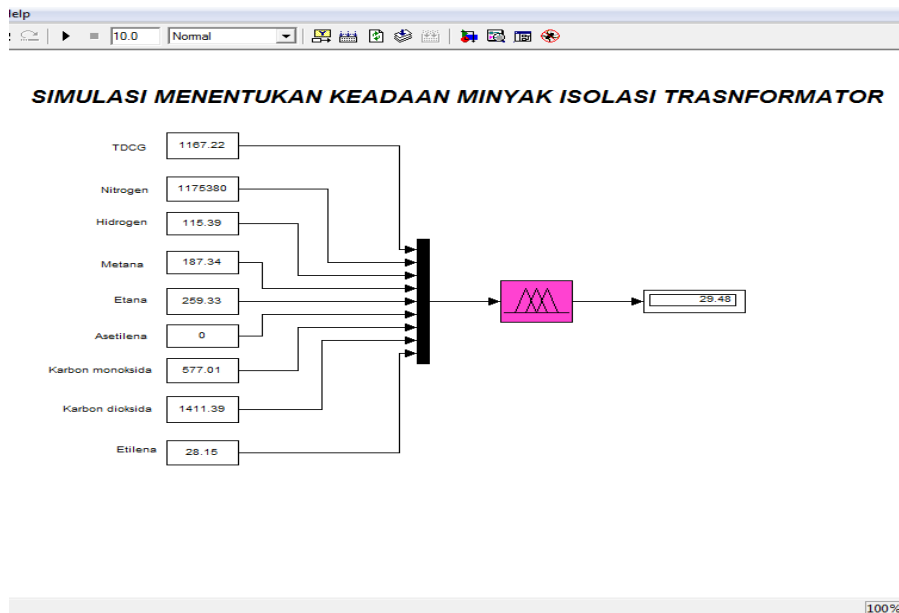 Help
10.0 Normal
SIMULASI MENENTUKAN KEADAAN MINYAK ISOLASI TRASNFORMATOR
TDCG 1167.22
Nitrogen 1175380
Hidrogen 115.39
Metana 187.34
Etana 259.33
Asetilena 0
Karbon monoksida 577.01
Karbon dioksida 1411.39
Etilena 28.15
29.48
100%